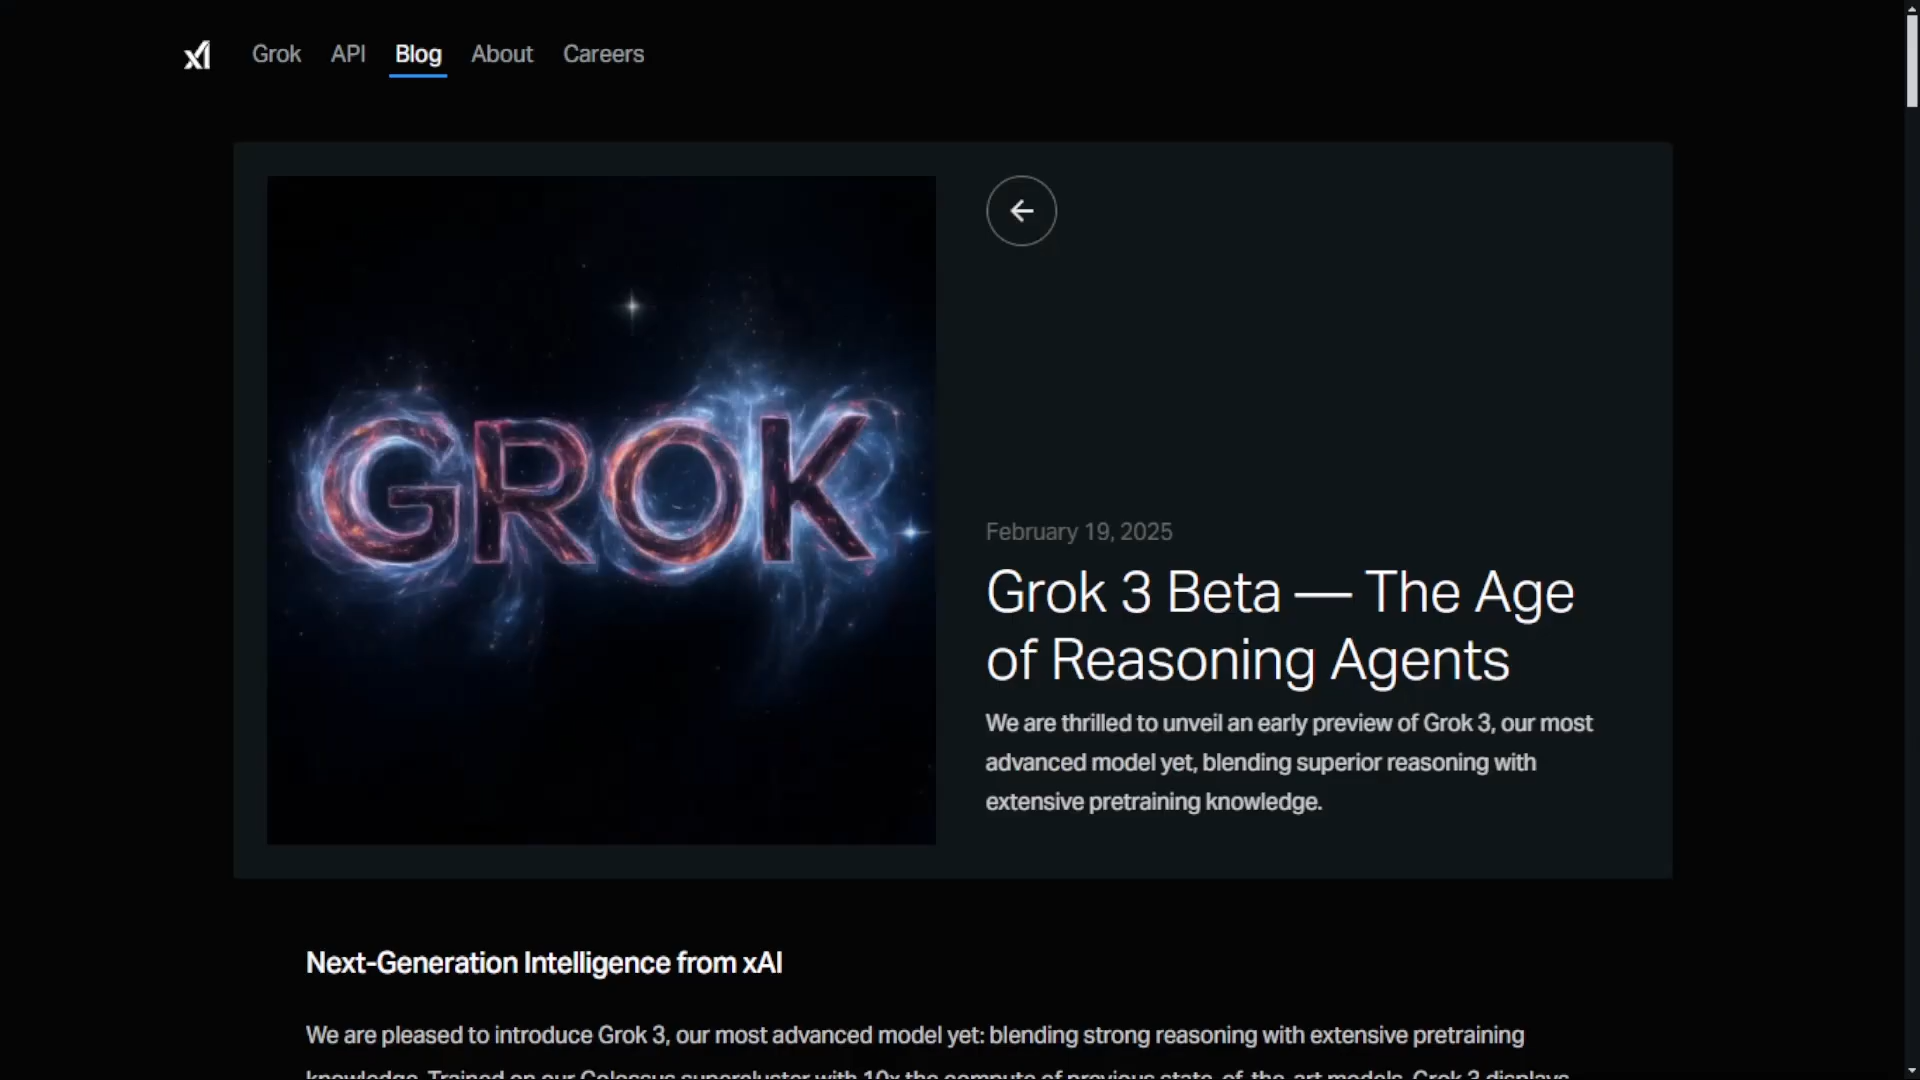 xI
Grok API Blog About Careers
GROK
February 19, 2025
Grok 3 Beta — The Age
of Reasoning Agents
We are thrilled to unveil an early preview of Grok 3, our most
advanced model yet, blending superior reasoning with
extensive pretraining knowledge.
Next-Generation Intelligence from xAI
We are pleased to introduce Grok 3, our most advanced model yet: blending strong reasoning with extensive pretraining
knowledge. Trained on our Colossus supercluster with 10x the compute of previous state-of-the-art models, Grok 3 displays